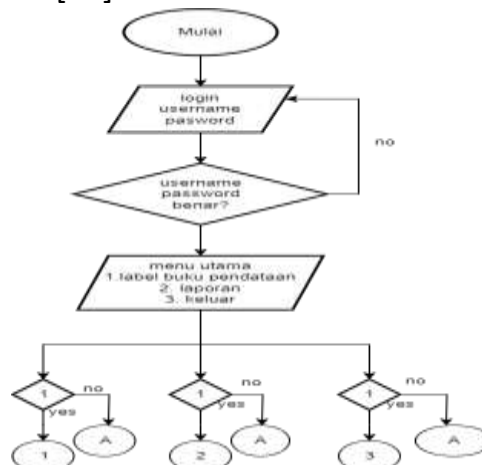 Mulai
login
username
pasword
no
username
password
benar?
menu utama
1.label buku pendataan
2. laporan
3. keluar
1 no 1 no 1 no
yes yes yes
1 A 2 A 3 A